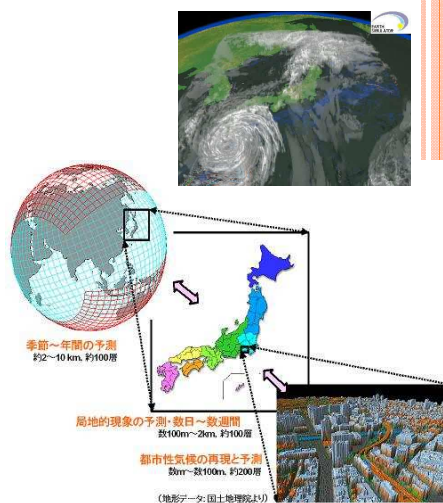 EARTH
SIMULATOR
季節～年間の予測
約2～10 km, 約100層
局地的現象の予測・数日～数週間
数100m～2km, 約100層
都市性気候の再現と予測
数m～数100m, 約200層
(地形データ: 国土地理院より)